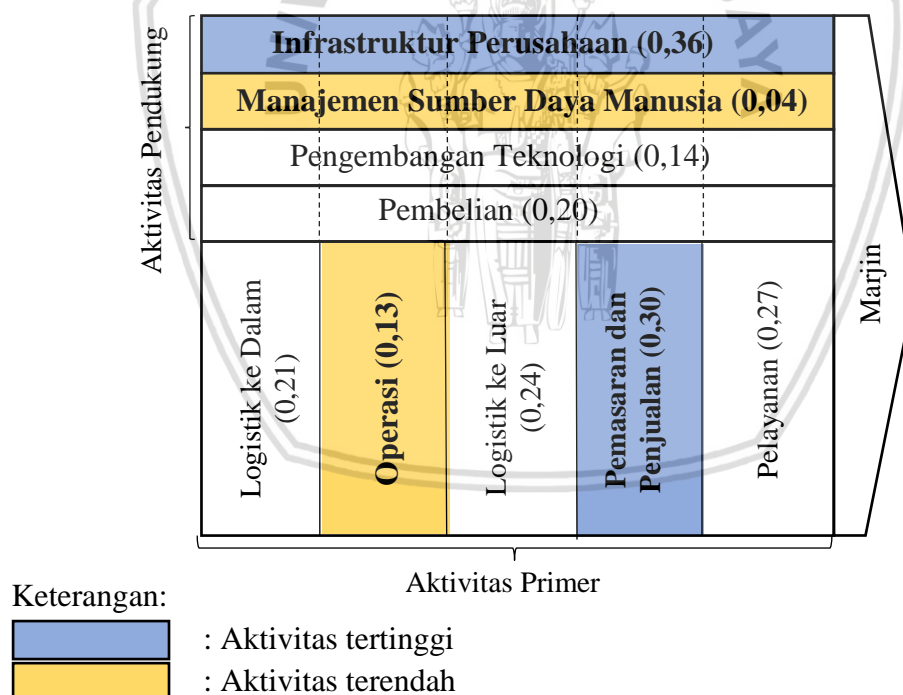 Aktivitas Pendukung
Infrastruktur Perusahaan (0,36)
Manajemen Sumber Daya Manusia (0,04)
Pengembangan Teknologi (0,14)
Pembelian (0,20)
Logistik ke Dalam
(0,21)
Operasi (0,13)
Logistik ke Luar
(0,24)
Pemasaran dan
Penjualan (0,30)
Pelayanan (0,27)
Marjin
Aktivitas Primer
Keterangan:
: Aktivitas tertinggi
: Aktivitas terendah